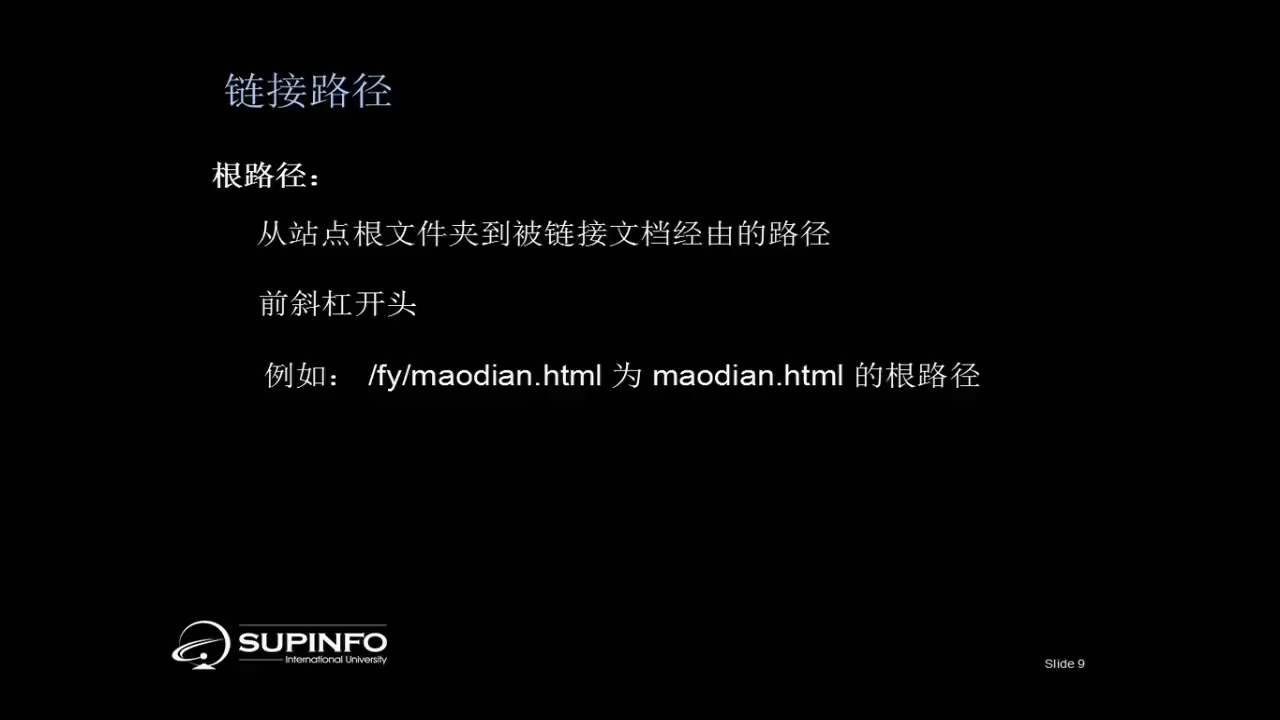 链接路径
根路径：
从站点根文件夹到被链接文档经由的路径
前斜杠开头
例如： /fy/maodian.html 为 maodian.html 的根路径
SUPINFO
International University
Slide 9